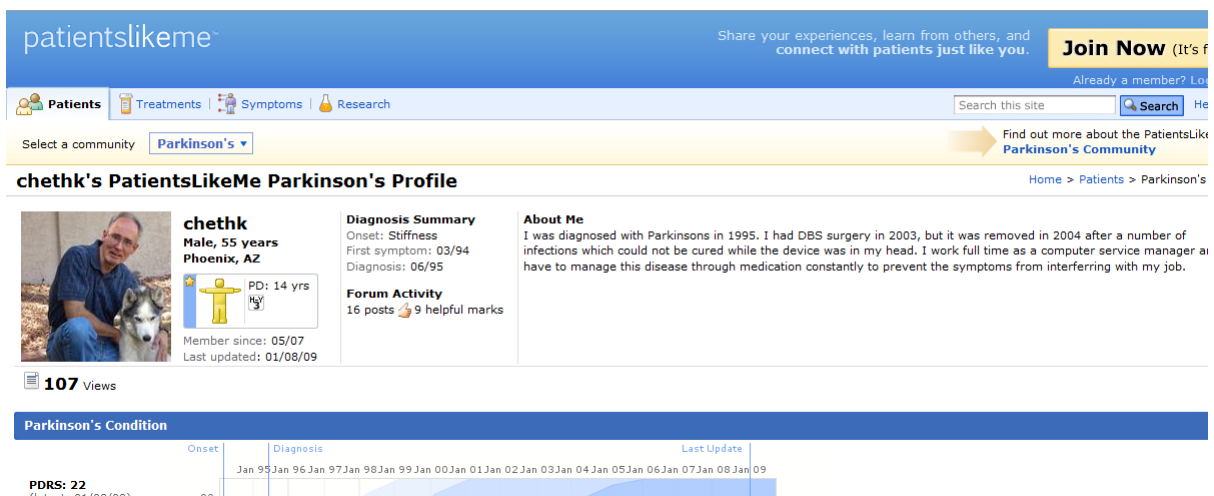 patientslikeme
Share your experiences, learn from others, and
connect with patients just like you.
Join Now (It's f
Already a member? Log
Patients Treatments | Symptoms | Research
Search this site Search He
Select a community Parkinson's ▾
Find out more about the PatientsLike
Parkinson's Community
chethk's PatientsLikeMe Parkinson's Profile
Home > Patients > Parkinson's
chethk
Male, 55 years
Phoenix, AZ
PD: 14 yrs
H&Y
3
Member since: 05/07
Last updated: 01/08/09
Diagnosis Summary
Onset: Stiffness
First symptom: 03/94
Diagnosis: 06/95
Forum Activity
16 posts 9 helpful marks
About Me
I was diagnosed with Parkinsons in 1995. I had DBS surgery in 2003, but it was removed in 2004 after a number of
infections which could not be cured while the device was in my head. I work full time as a computer service manager
have to manage this disease through medication constantly to prevent the symptoms from interfering with my job.
107 Views
Parkinson's Condition
Onset Diagnosis Last Update
Jan 95 Jan 96 Jan 97 Jan 98 Jan 99 Jan 00 Jan 01 Jan 02 Jan 03 Jan 04 Jan 05 Jan 06 Jan 07 Jan 08 Jan 09
PDRS: 22